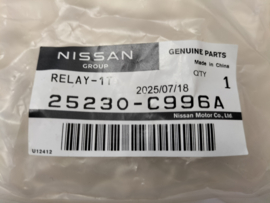 NISSAN
GROUP
GENUINE PARTS
Made in China
RELAY-1T
2025/07/18
QTY
1
25230-C996A
Nissan Motor Co., Ltd.
U12412